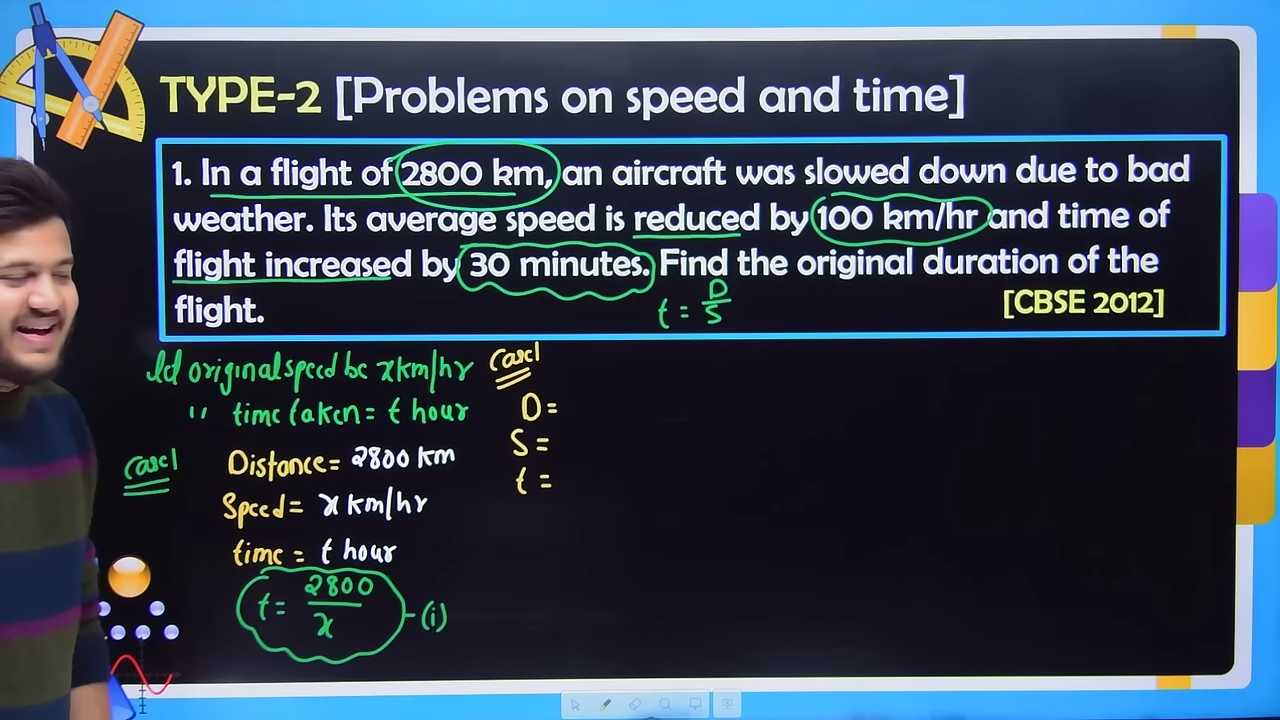 TYPE-2 [Problems on speed and time]
1. In a flight of 2800 km, an aircraft was slowed down due to bad
weather. Its average speed is reduced by 100 km/hr and time of
flight increased by 30 minutes. Find the original duration of the
flight. [CBSE 2012]
t = D/S
Let original speed be x km/hr
" time taken = t hour
Case1
Distance = 2800 km
Speed = x km/hr
time = t hour
t = 2800/x -(i)
Case1
D =
S =
t =